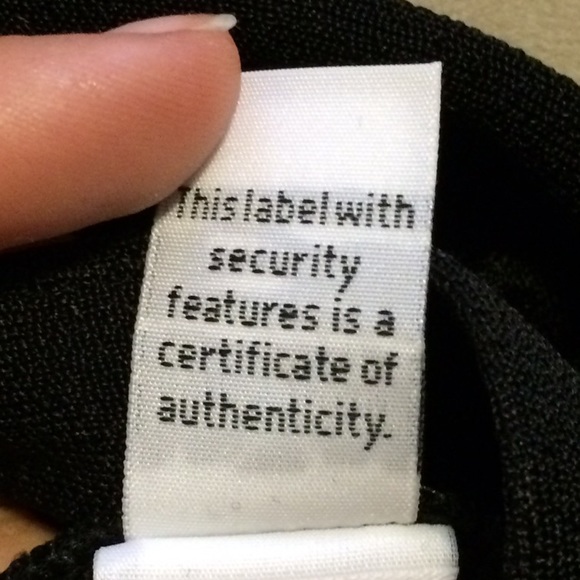 This label with
security
features is a
certificate of
authenticity.